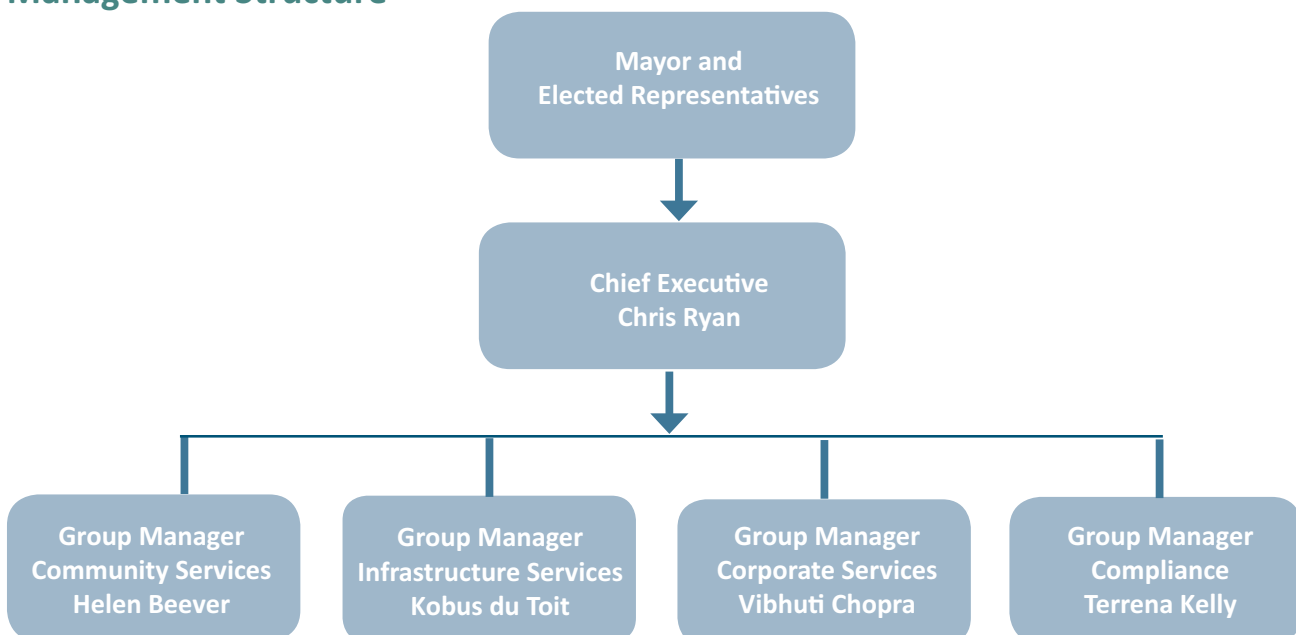 Management Structure
Mayor and
Elected Representatives
Chief Executive
Chris Ryan
Group Manager
Community Services
Helen Beever
Group Manager
Infrastructure Services
Kobus du Toit
Group Manager
Corporate Services
Vibhuti Chopra
Group Manager
Compliance
Terrena Kelly